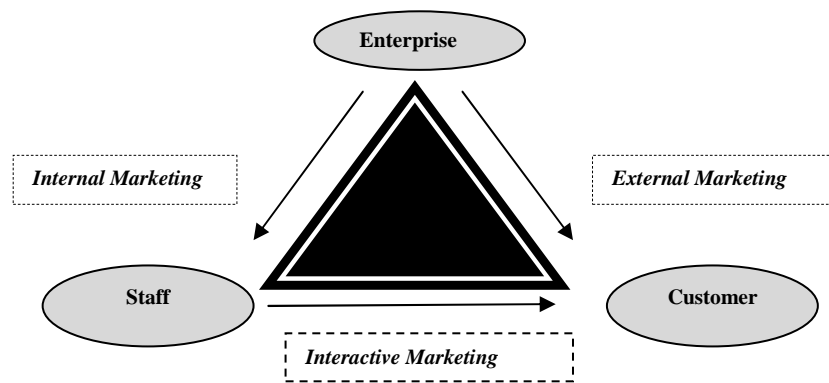 Enterprise
Internal Marketing
External Marketing
Staff
Customer
Interactive Marketing